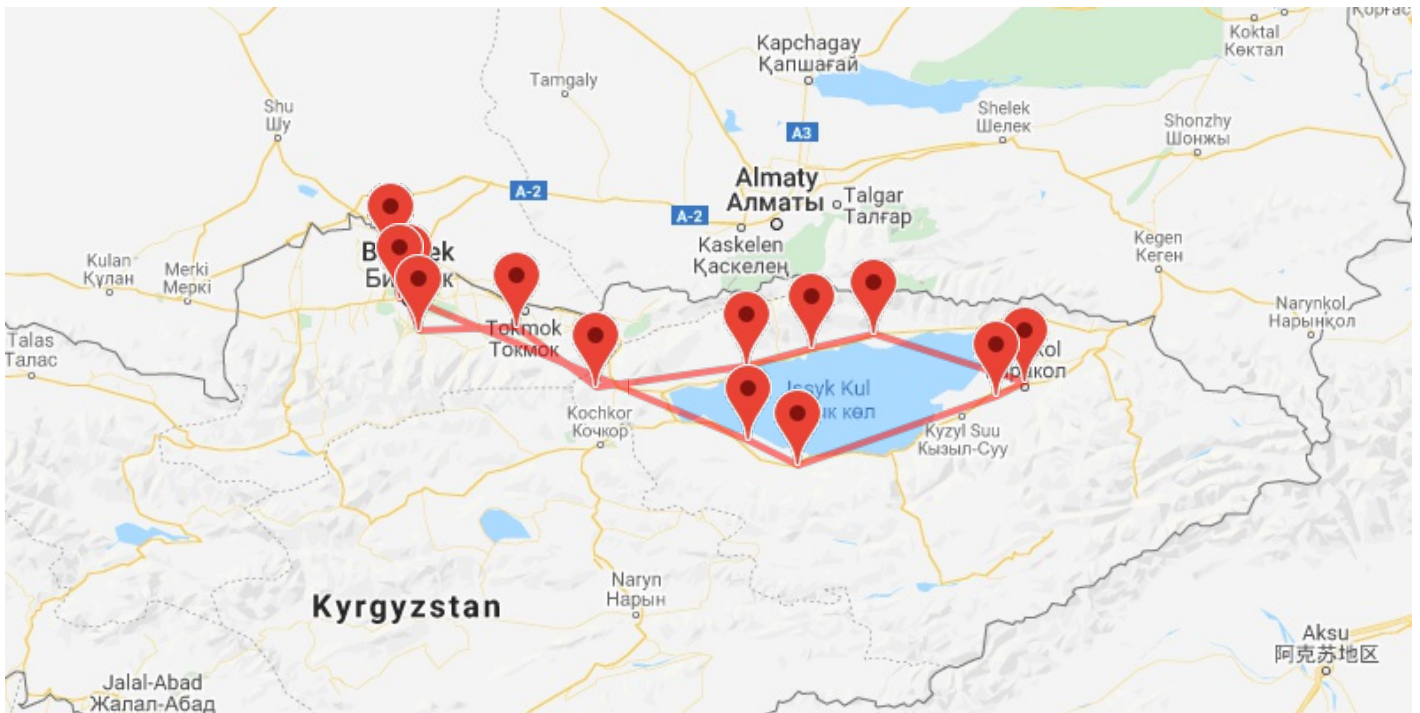 Қорғас
Koktal
Көктал
Kapchagay
Қапшағай
Tamgaly
Shu
Шу
Shelek
Шелек
Shonzhy
Шонжы
A3
Almaty
Алматы
A-2
A-2
Talgar
Талғар
Kaskelen
Қаскелең
Kegen
Кеген
Kulan
Құлан
Merki
Меркі
Narynkol
Нарынқол
Talas
Талас
Tokmok
Токмок
Issyk Kul
Kochkor
Кочкор
Kyzyl Suu
Кызыл-Суу
Naryn
Нарын
Kyrgyzstan
Aksu
阿克苏地区
Jalal-Abad
Жалал-Абад